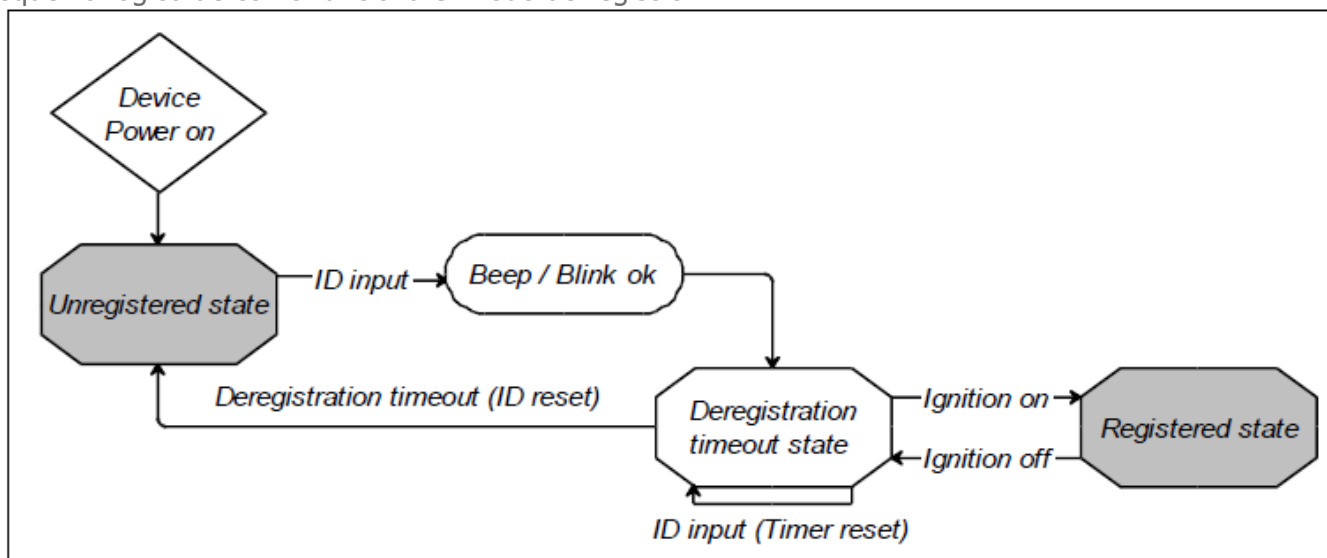 Device
Power on
Unregistered state
ID input
Beep / Blink ok
Deregistration timeout (ID reset)
Deregistration
timeout state
Ignition on
Ignition off
Registered state
ID input (Timer reset)